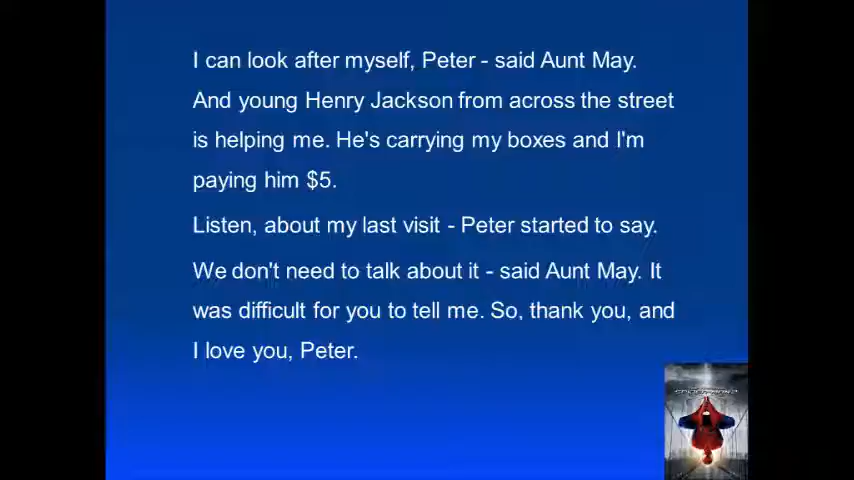 I can look after myself, Peter - said Aunt May.
And young Henry Jackson from across the street
is helping me. He's carrying my boxes and I'm
paying him $5.
Listen, about my last visit - Peter started to say.
We don't need to talk about it - said Aunt May. It
was difficult for you to tell me. So, thank you, and
I love you, Peter.